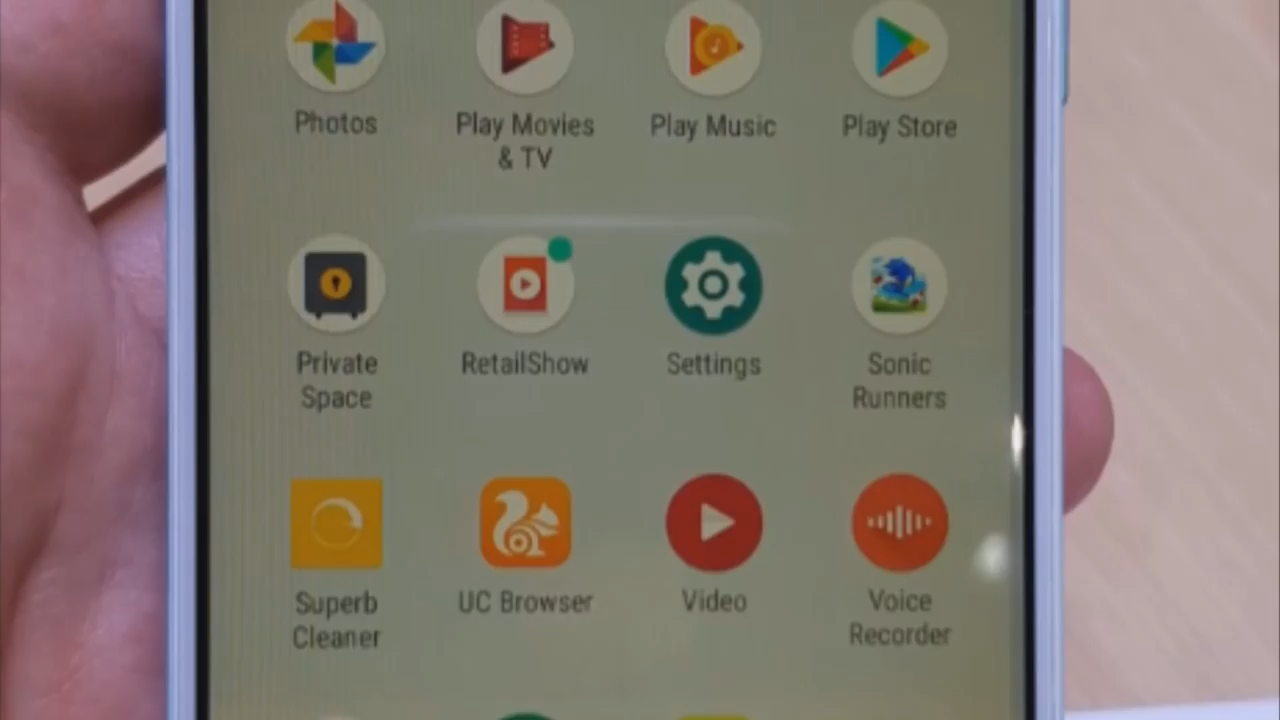 Photos
Play Movies
& TV
Play Music
Play Store
Private
Space
RetailShow
Settings
Sonic
Runners
Superb
Cleaner
UC Browser
Video
Voice
Recorder